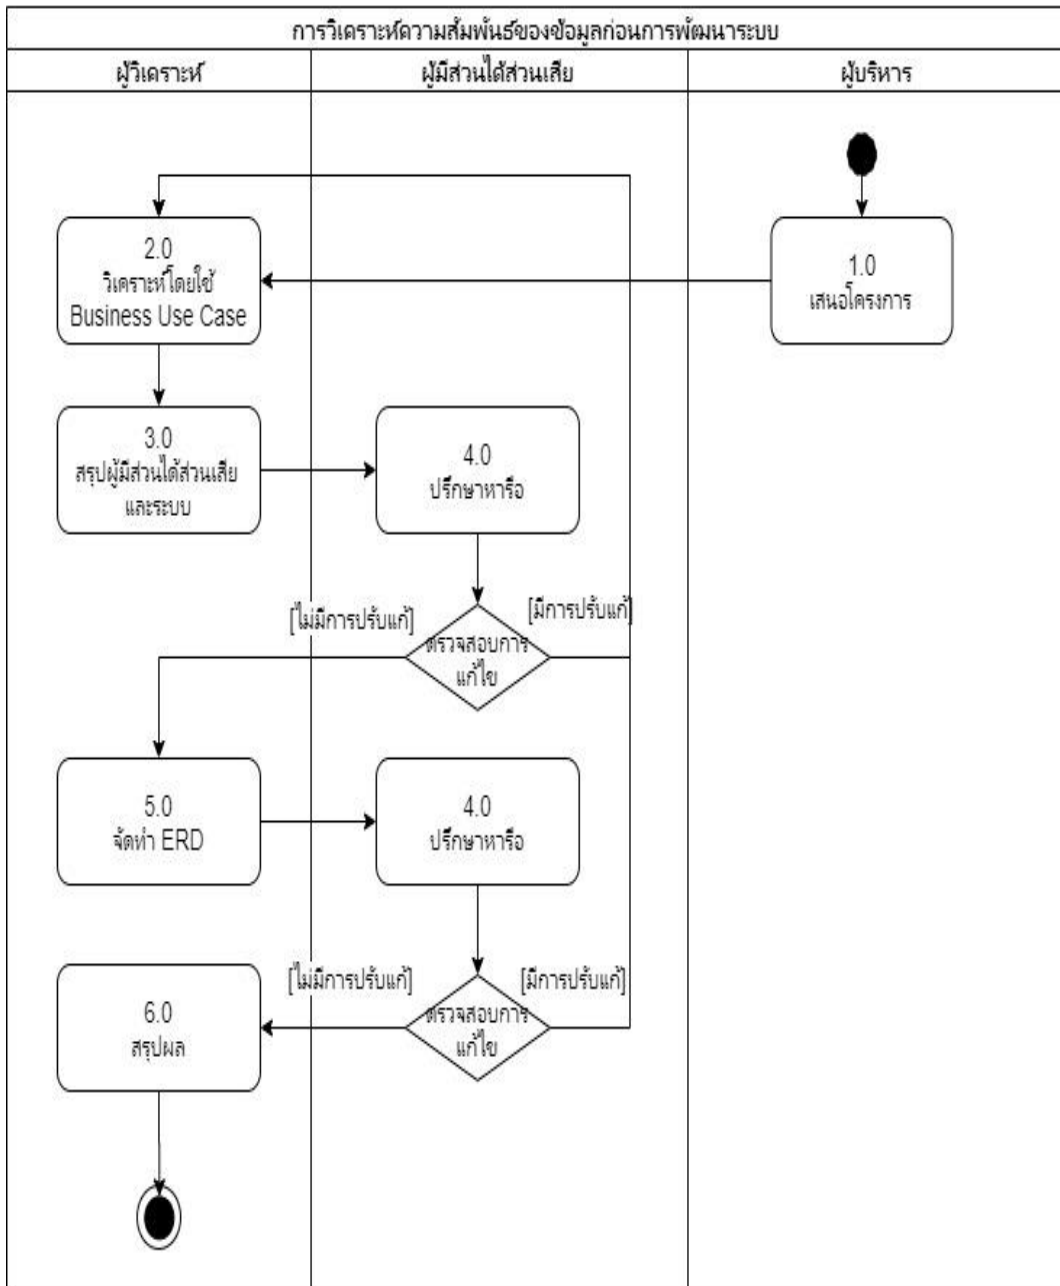 การวิเคราะห์ความสัมพันธ์ของข้อมูลก่อนการพัฒนาระบบ
ผู้วิเคราะห์
ผู้มีส่วนได้ส่วนเสีย
ผู้บริหาร
1.0
เสนอโครงการ
2.0
วิเคราะห์โดยใช้
Business Use Case
3.0
สรุปผู้มีส่วนได้ส่วนเสีย
และระบบ
4.0
ปรึกษาหารือ
[ไม่มีการปรับแก้]
[มีการปรับแก้]
ตรวจสอบการ
แก้ไข
5.0
จัดทำ ERD
4.0
ปรึกษาหารือ
[ไม่มีการปรับแก้]
[มีการปรับแก้]
ตรวจสอบการ
แก้ไข
6.0
สรุปผล